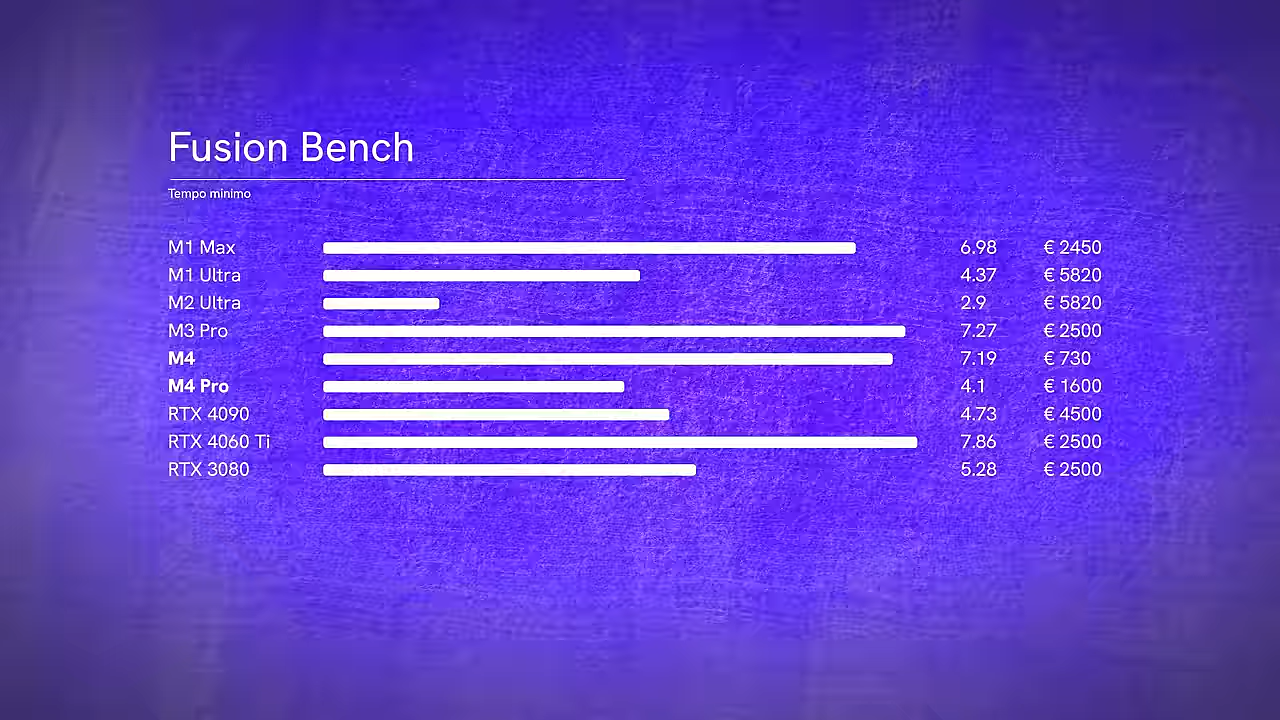 Fusion Bench
Tempo minimo
M1 Max 6.98 € 2450
M1 Ultra 4.37 € 5820
M2 Ultra 2.9 € 5820
M3 Pro 7.27 € 2500
M4 7.19 € 730
M4 Pro 4.1 € 1600
RTX 4090 4.73 € 4500
RTX 4060 Ti 7.86 € 2500
RTX 3080 5.28 € 2500